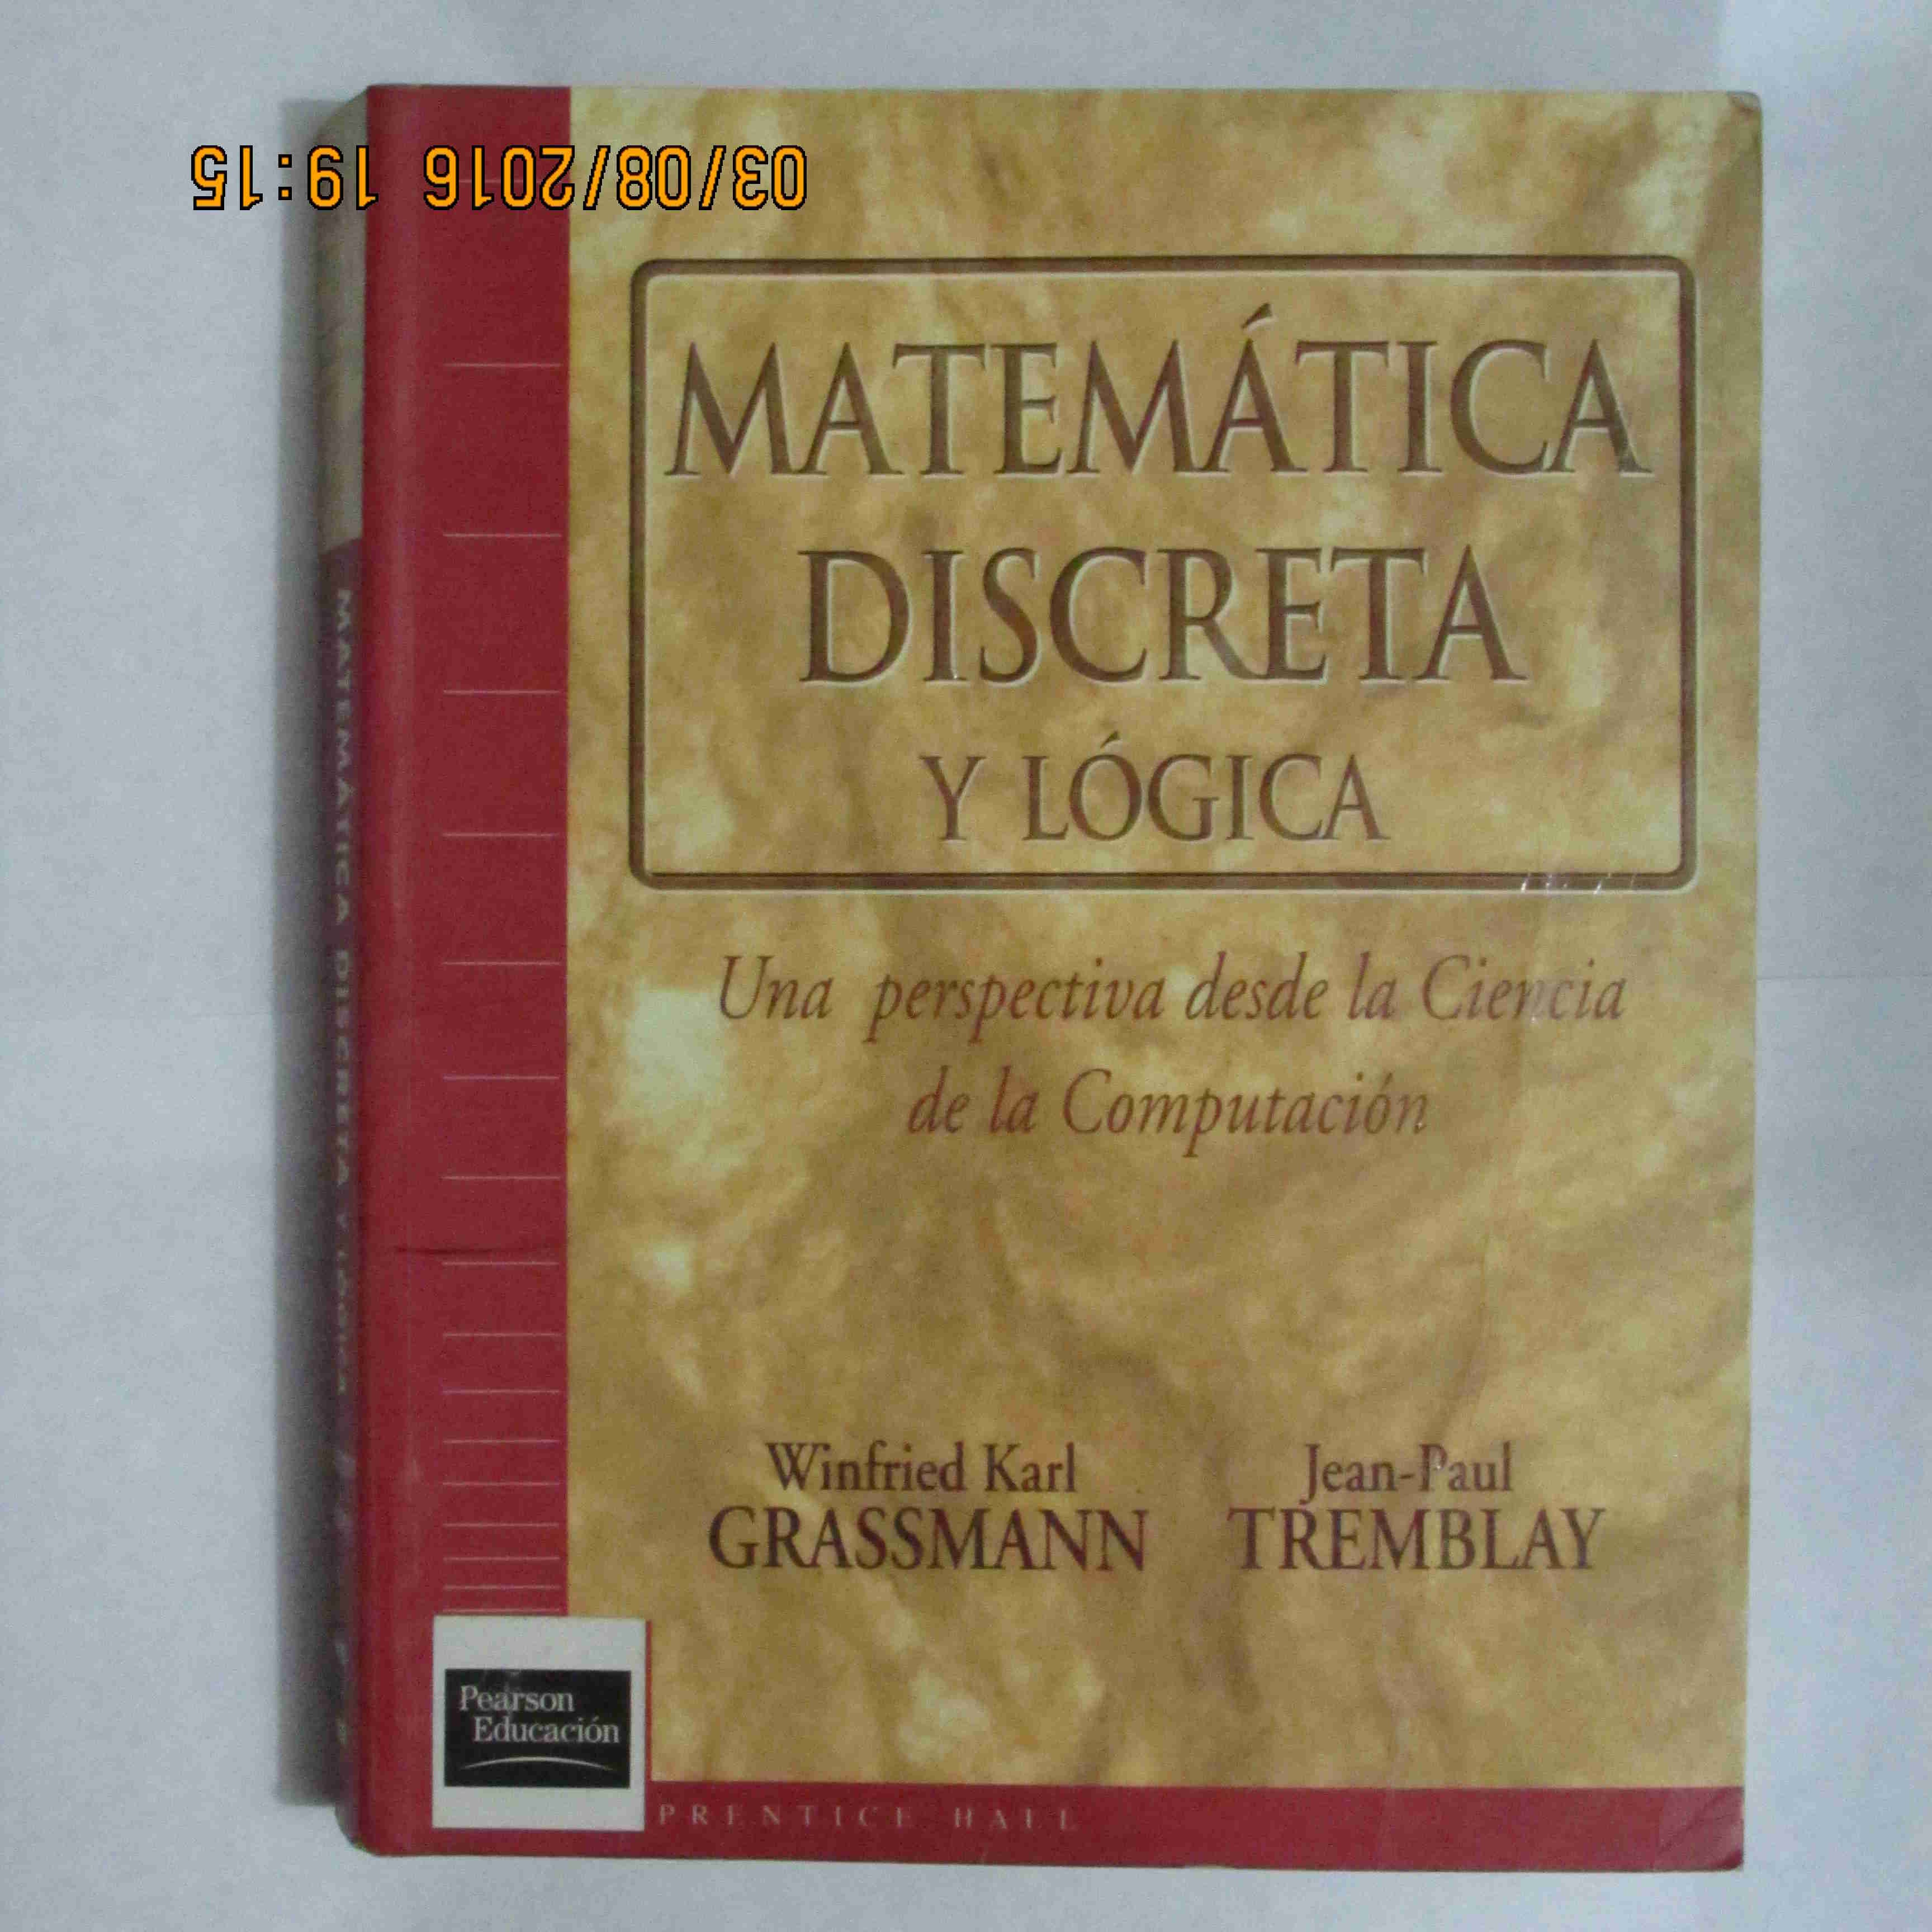 03/08/2016 19:15
MATEMÁTICA
DISCRETA
Y LÓGICA
Una perspectiva desde la Ciencia
de la Computación
Winfried Karl
GRASSMANN
Jean-Paul
TREMBLAY
Pearson
Educación
PRENTICE HALL
MATEMÁTICA DISCRETA Y LÓGICA